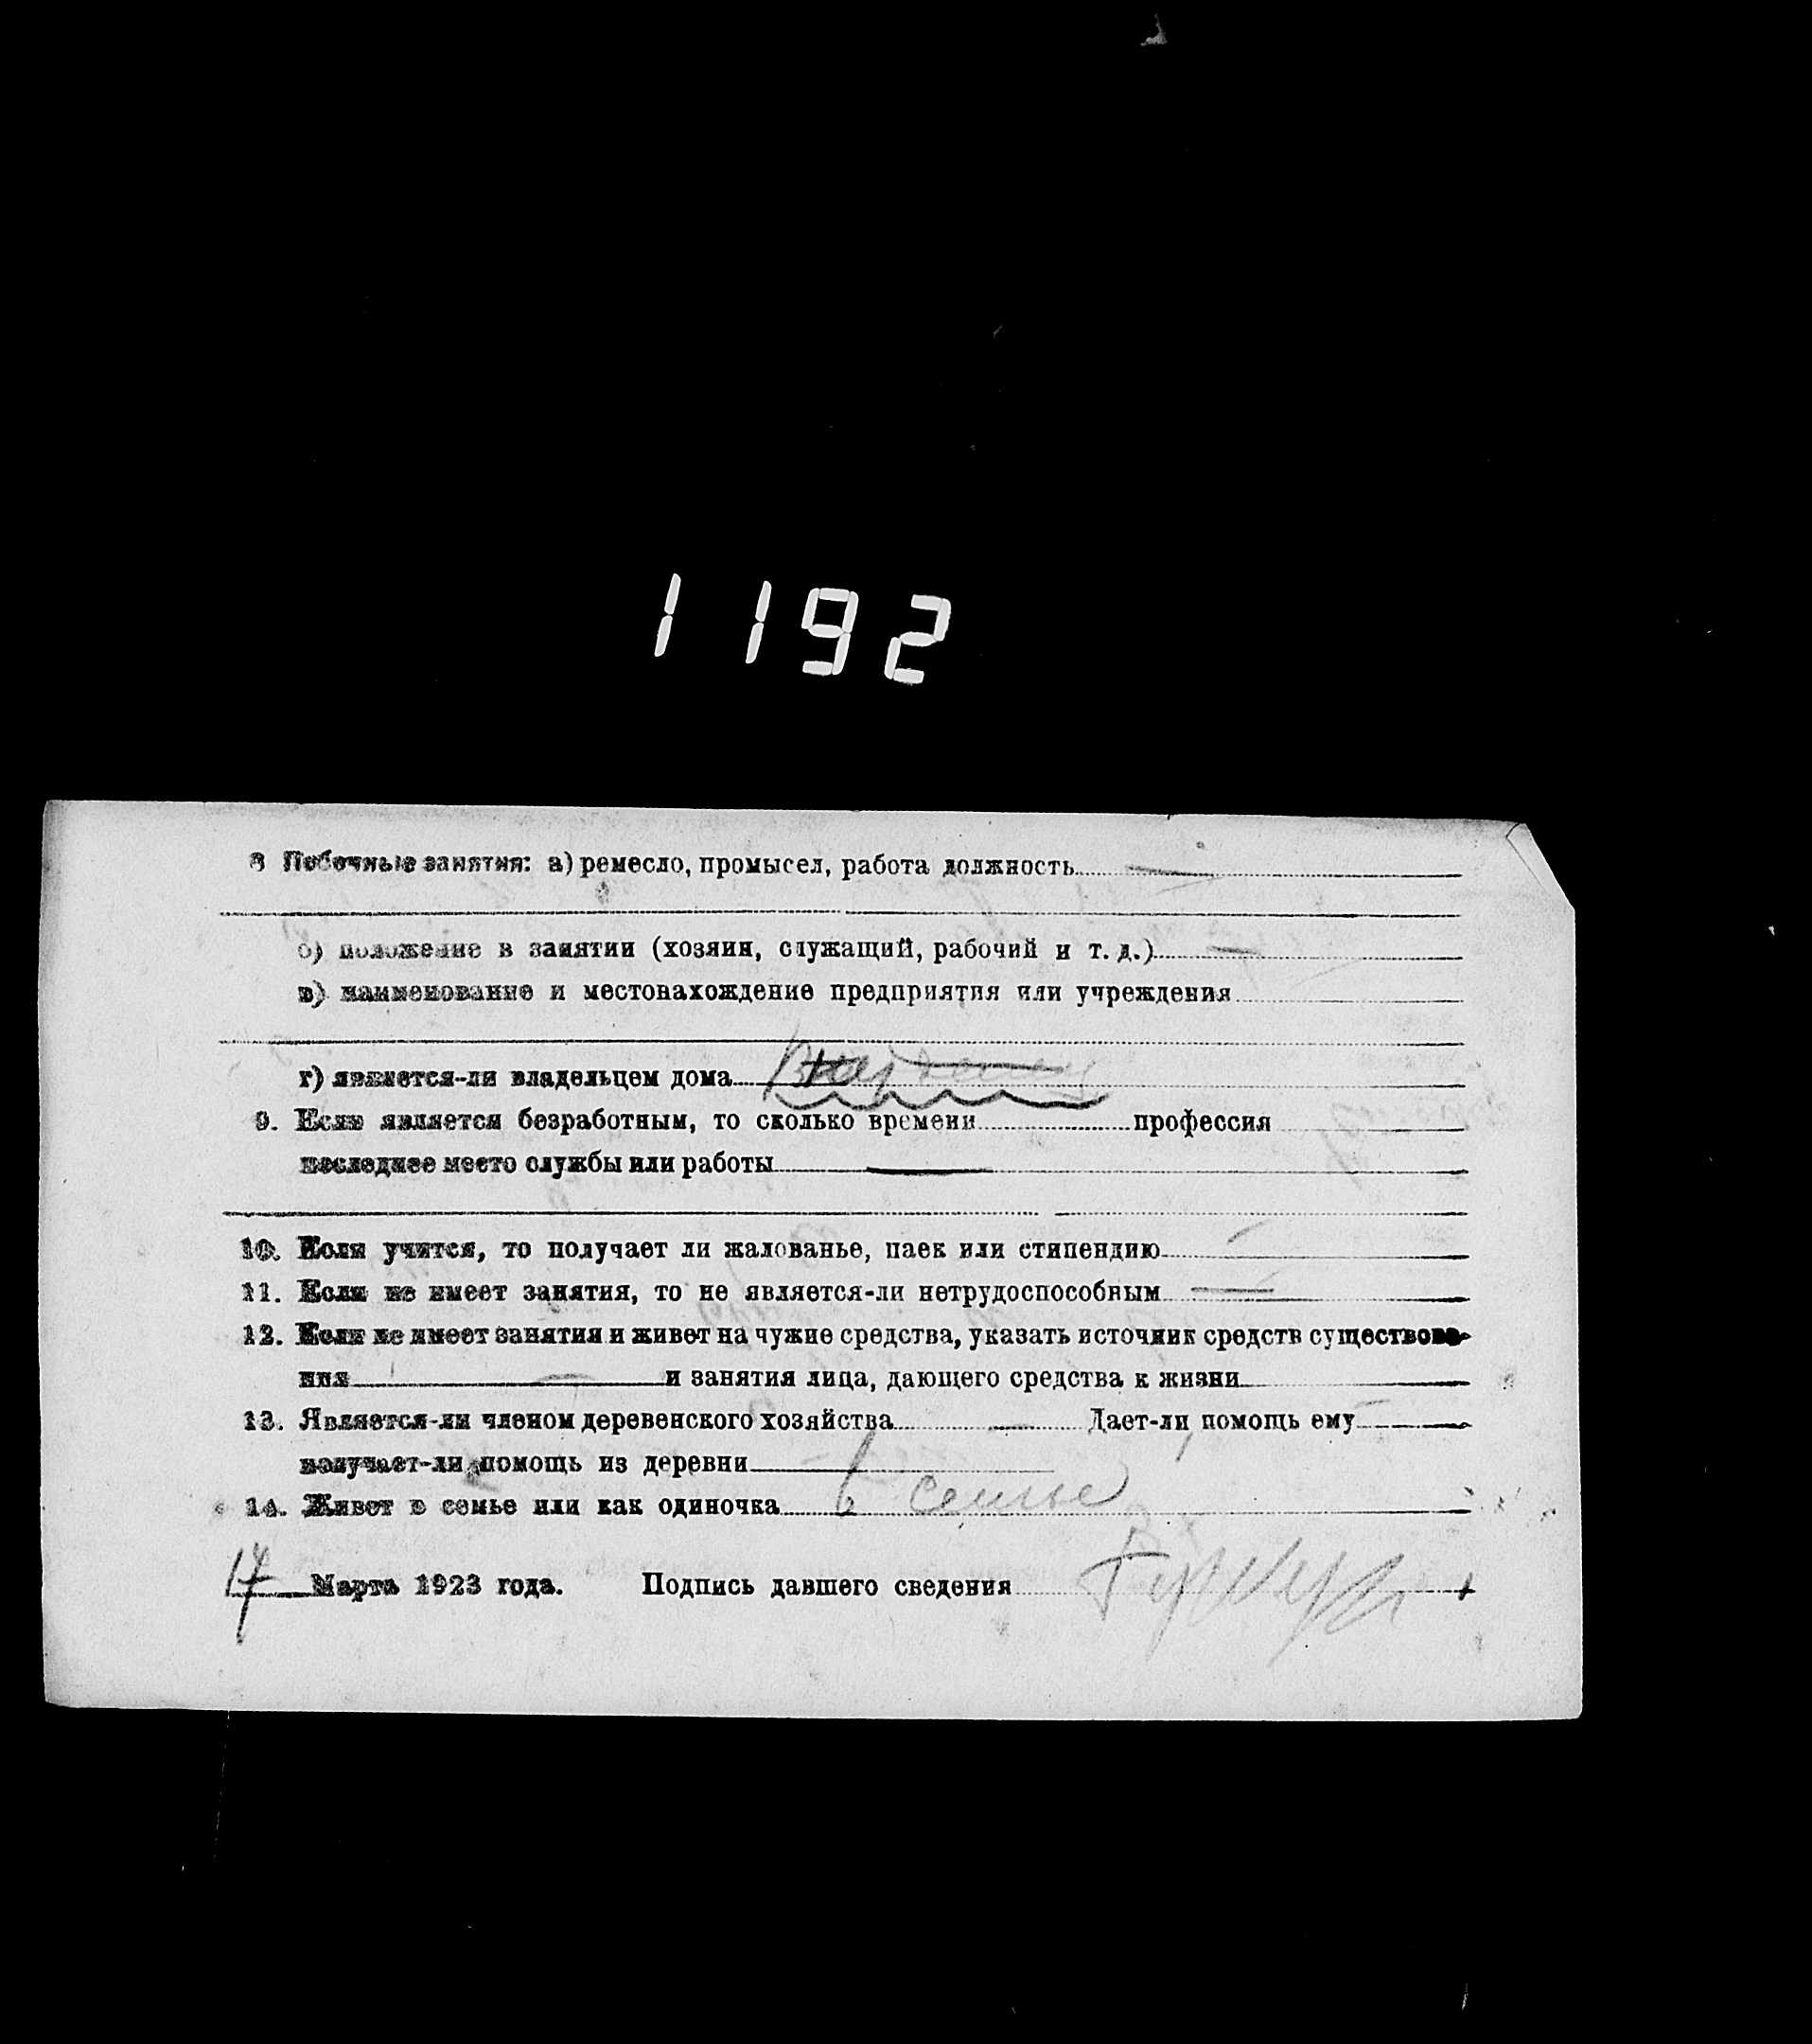 1192
8 Побочные занятия: а) ремесло, промысел, работа должность
б) положение в занятии (хозяин, служащий, рабочий и т. д.)
в) наименование и местонахождение предприятия или учреждения
г) является-ли владельцем дома
9. Если является безработным, то сколько времени профессия
последнее место службы или работы
10. Если учится, то получает ли жалованье, паек или стипендию
11. Если не имеет занятия, то не является-ли нетрудоспособным
12. Если не имеет занятия и живет на чужие средства, указать источник средств существова-
ния и занятия лица, дающего средства к жизни
13. Является-ли членом деревенского хозяйства Дает-ли помощь ему
получает-ли помощь из деревни
14. Живет в семье или как одиночка в семье
17 Марта 1923 года. Подпись давшего сведения